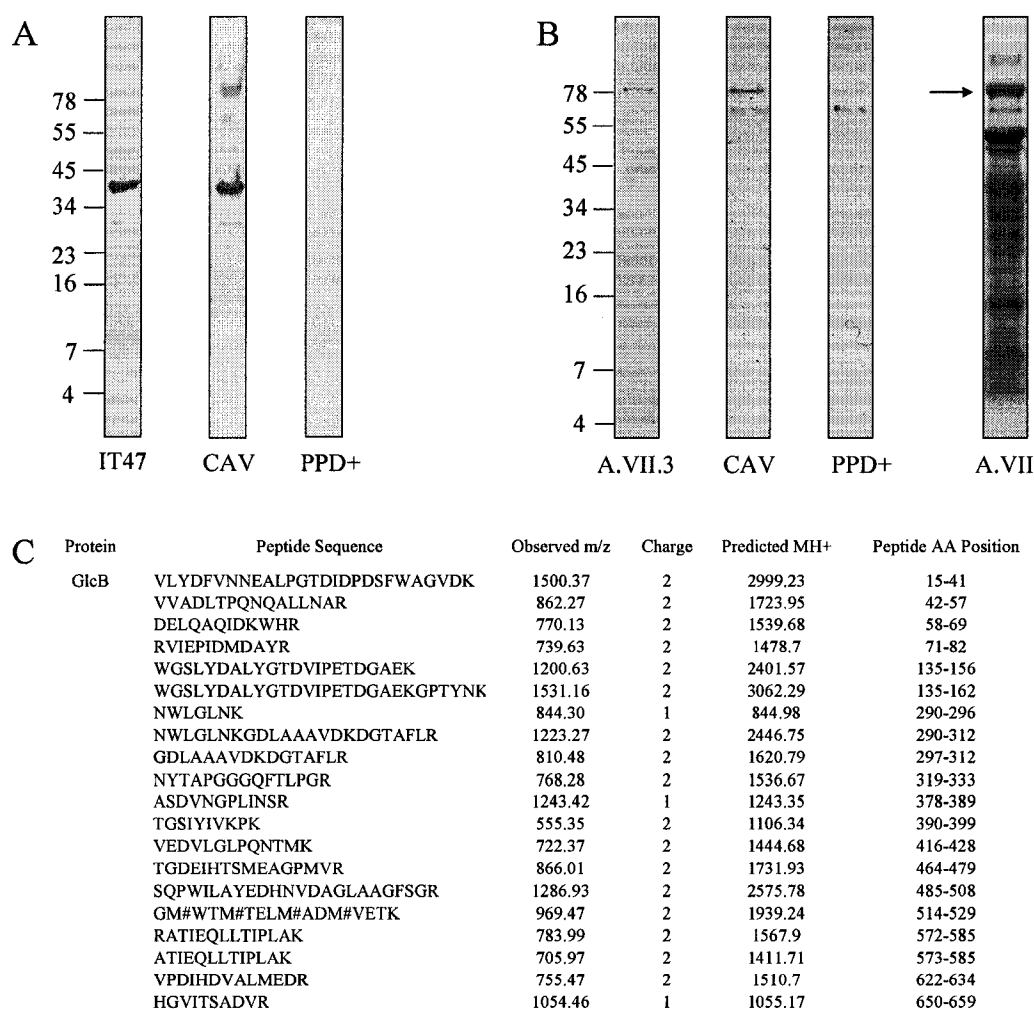 A
78
55
45
34
23
16
7
4
IT47 CAV PPD+
B
78
55
45
34
23
16
7
4
A.VII.3 CAV PPD+ A.VII
C Protein Peptide Sequence Observed m/z Charge Predicted MH+ Peptide AA Position
GlcB VLYDFVNNEALPGTDIDPDSFWAGVDK 1500.37 2 2999.23 15-41
VVADLTPQNQALLNAR 862.27 2 1723.95 42-57
DELQAQIDKWHR 770.13 2 1539.68 58-69
RVIEPIDMDAYR 739.63 2 1478.7 71-82
WGSLYDALYGTDVIPETDGAEK 1200.63 2 2401.57 135-156
WGSLYDALYGTDVIPETDGAEKGPTYNK 1531.16 2 3062.29 135-162
NWLGLNK 844.30 1 844.98 290-296
NWLGLNKGDLAAAVDKDGTAFLR 1223.27 2 2446.75 290-312
GDLAAAVDKDGTAFLR 810.48 2 1620.79 297-312
NYTAPGGGQFTLPGR 768.28 2 1536.67 319-333
ASDVNGPLINSR 1243.42 1 1243.35 378-389
TGSIYIVKPK 555.35 2 1106.34 390-399
VEDVLGLPQNTMK 722.37 2 1444.68 416-428
TGDEIHTSMEAGPMVR 866.01 2 1731.93 464-479
SQPWILAYEDHNVDAGLAAGFSGR 1286.93 2 2575.78 485-508
GM#WTM#TELM#ADM#VETK 969.47 2 1939.24 514-529
RATIEQLLTIPLAK 783.99 2 1567.9 572-585
ATIEQLLTIPLAK 705.97 2 1411.71 573-585
VPDIHDVALMEDR 755.47 2 1510.7 622-634
HGVITSADVR 1054.46 1 1055.17 650-659